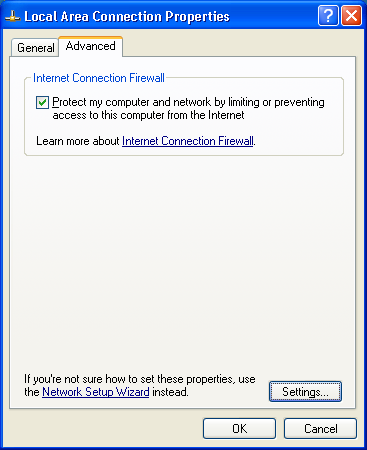 Local Area Connection Properties
?
General
Advanced
Internet Connection Firewall
Protect my computer and network by limiting or preventing
access to this computer from the Internet
Learn more about Internet Connection Firewall.
If you're not sure how to set these properties, use
the Network Setup Wizard instead.
Settings...
OK
Cancel